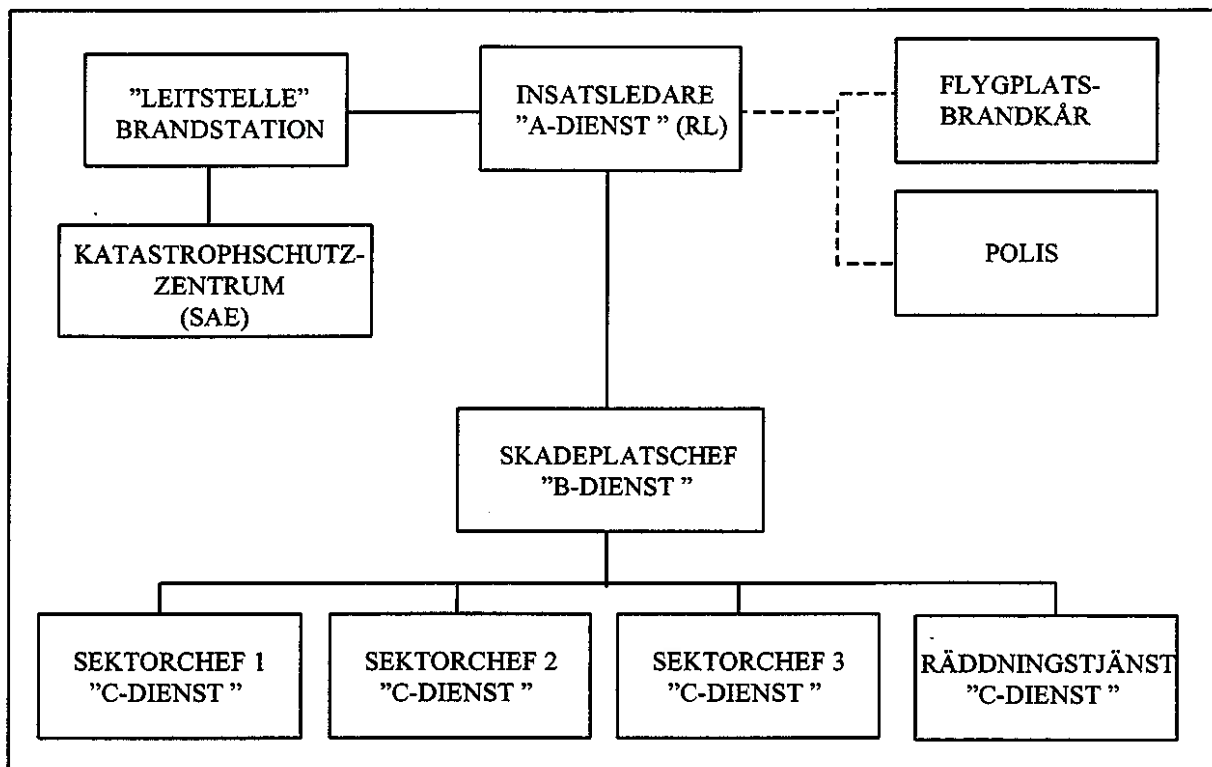 ”LEITSTELLE”
BRANDSTATION
INSATSLEDARE
”A-DIENST ” (RL)
FLYGPLATS-
BRANDKÅR
KATASTROPHSCHUTZ-
ZENTRUM
(SAE)
POLIS
SKADEPLATSCHEF
”B-DIENST ”
SEKTORCHEF 1
”C-DIENST ”
SEKTORCHEF 2
”C-DIENST ”
SEKTORCHEF 3
”C-DIENST ”
RÄDDNINGSTJÄNST
”C-DIENST ”